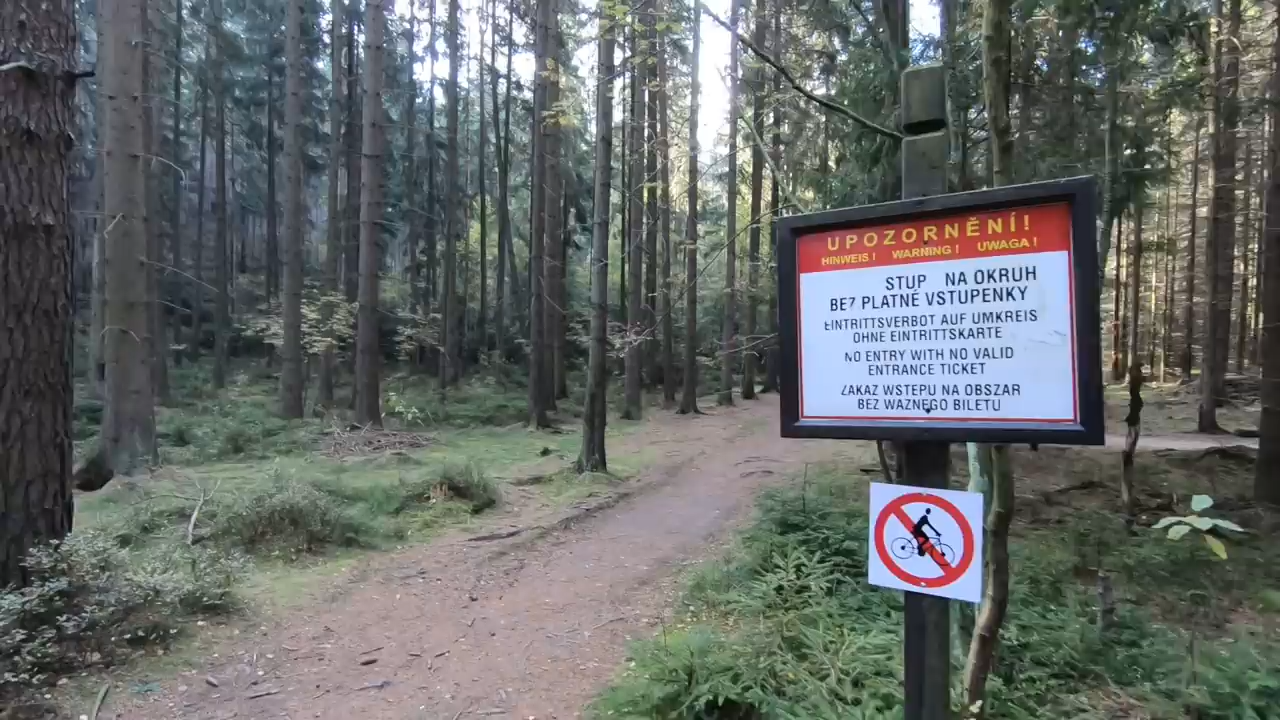 UPOZORNĚNÍ!
HINWEIS! WARNING! UWAGA!
STUP NA OKRUH
BEZ PLATNÉ VSTUPENKY
EINTRITTSVERBOT AUF UMKREIS
OHNE EINTRITTSKARTE
NO ENTRY WITH NO VALID
ENTRANCE TICKET
ZAKAZ WSTEPU NA OBSZAR
BEZ WAZNEGO BILETU